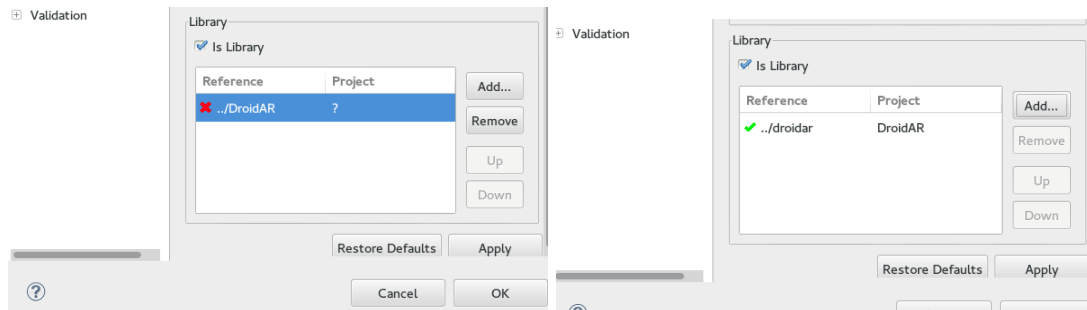 Validation
Library
Is Library
Reference Project
Add...
../DroidAR ?
Remove
Up
Down
Restore Defaults Apply
Cancel OK
Validation
Library
Is Library
Reference Project
Add...
../droidar DroidAR
Remove
Up
Down
Restore Defaults Apply